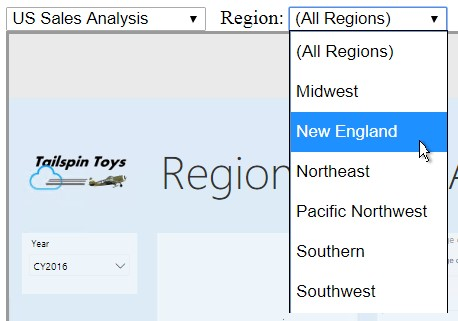 US Sales Analysis Region: (All Regions)
(All Regions)
Midwest
New England
Northeast
Pacific Northwest
Southern
Southwest
Tailspin Toys
Region
Year
CY2016